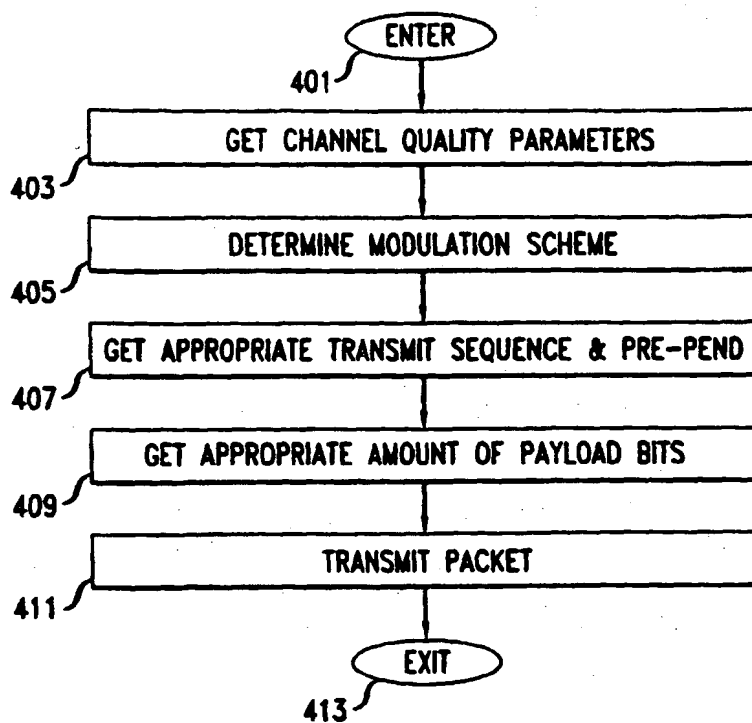 ENTER
401
GET CHANNEL QUALITY PARAMETERS
403
DETERMINE MODULATION SCHEME
405
GET APPROPRIATE TRANSMIT SEQUENCE & PRE-PEND
407
GET APPROPRIATE AMOUNT OF PAYLOAD BITS
409
TRANSMIT PACKET
411
EXIT
413